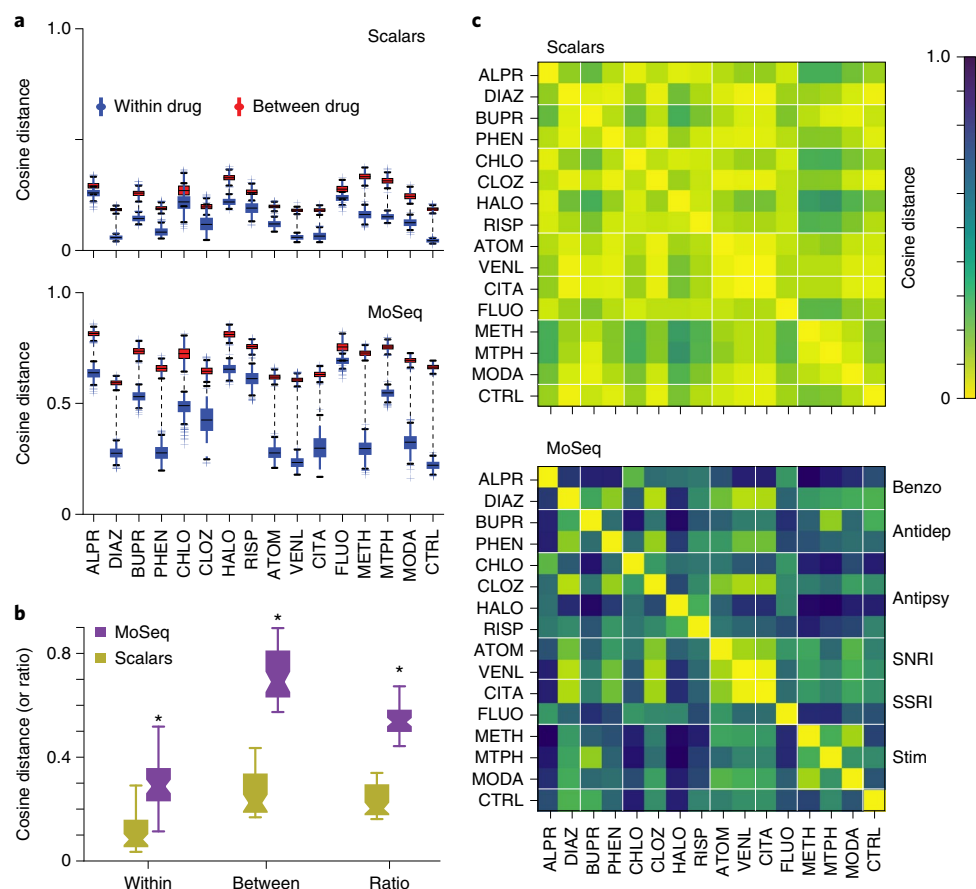 a
1.0
Scalars
Within drug
Between drug
Cosine distance
0
MoSeq
0.5
Cosine distance
0
ALPR
DIAZ
BUPR
PHEN
CHLO
CLOZ
HALO
RISP
ATOM
VENL
CITA
FLUO
METH
MTPH
MODA
CTRL
b
MoSeq
Scalars
0.8
*
*
*
0.4
0
Cosine distance (or ratio)
Within
Between
Ratio
c
Scalars
ALPR
DIAZ
BUPR
PHEN
CHLO
CLOZ
HALO
RISP
ATOM
VENL
CITA
FLUO
METH
MTPH
MODA
CTRL
1.0
Cosine distance
0
MoSeq
ALPR
DIAZ
BUPR
PHEN
CHLO
CLOZ
HALO
RISP
ATOM
VENL
CITA
FLUO
METH
MTPH
MODA
CTRL
Benzo
Antidep
Antipsy
SNRI
SSRI
Stim
ALPR
DIAZ
BUPR
PHEN
CHLO
CLOZ
HALO
RISP
ATOM
VENL
CITA
FLUO
METH
MTPH
MODA
CTRL